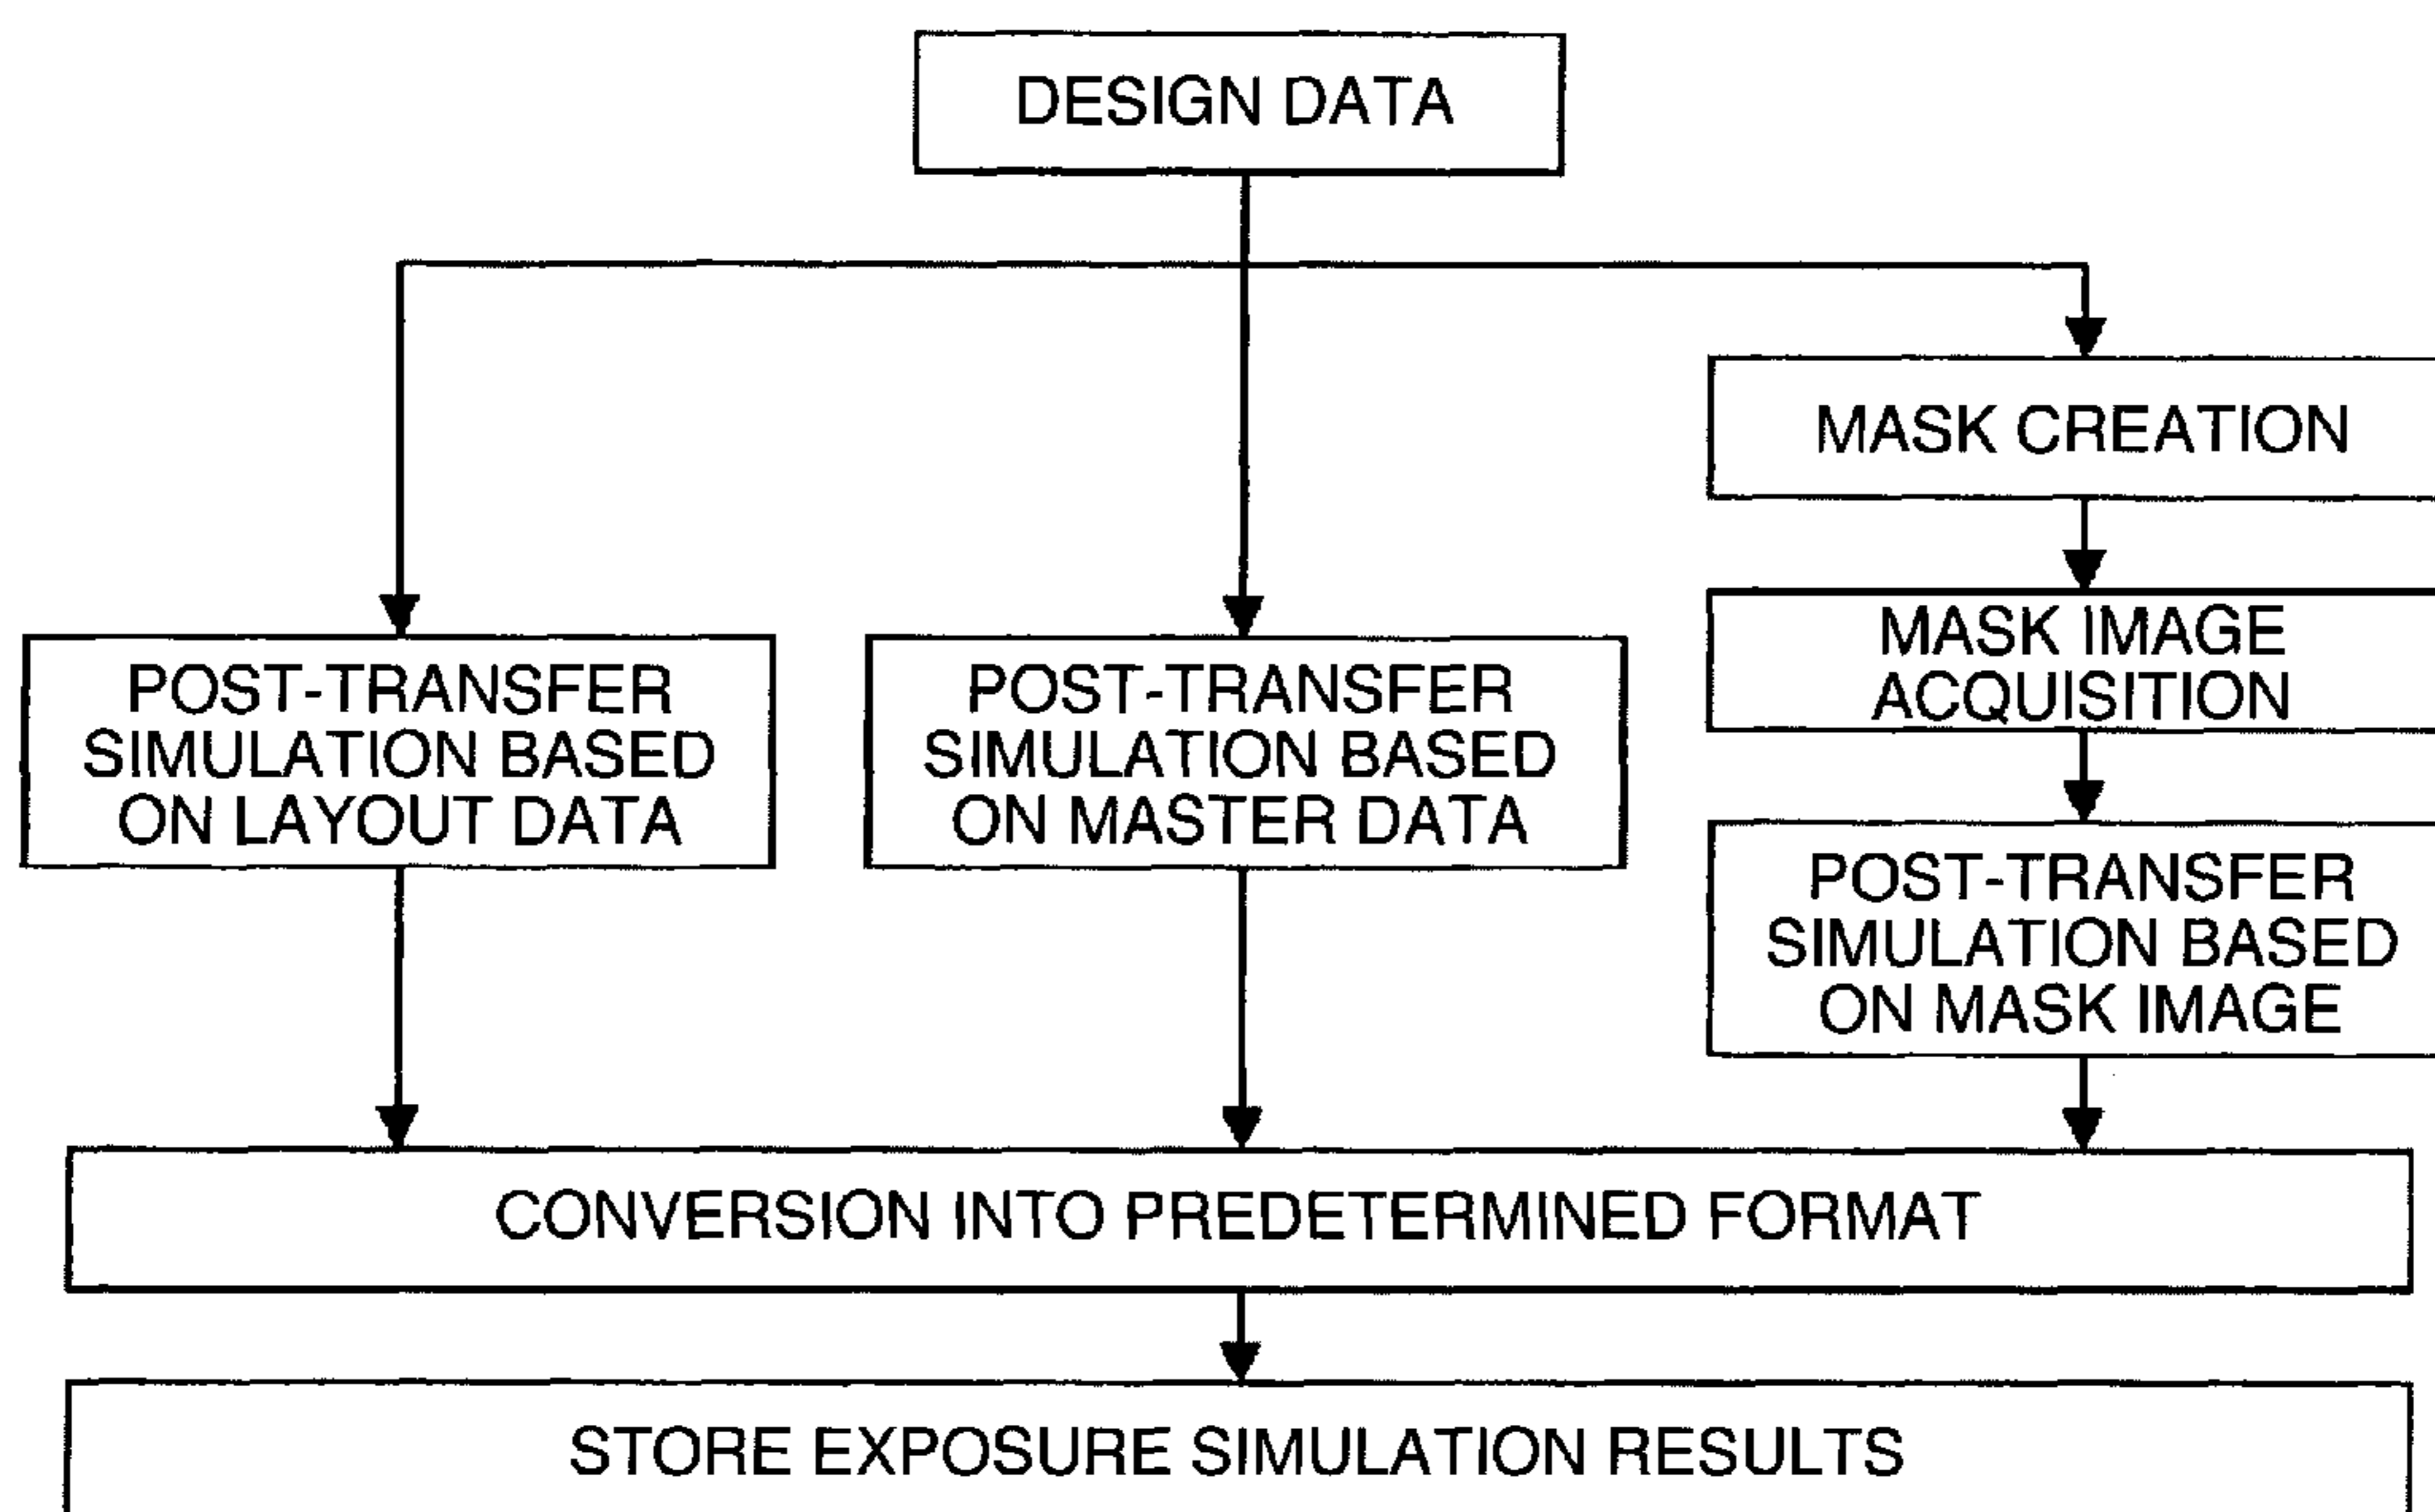 DESIGN DATA
MASK CREATION
MASK IMAGE
ACQUISITION
POST-TRANSFER
SIMULATION BASED
ON LAYOUT DATA
POST-TRANSFER
SIMULATION BASED
ON MASTER DATA
POST-TRANSFER
SIMULATION BASED
ON MASK IMAGE
CONVERSION INTO PREDETERMINED FORMAT
STORE EXPOSURE SIMULATION RESULTS